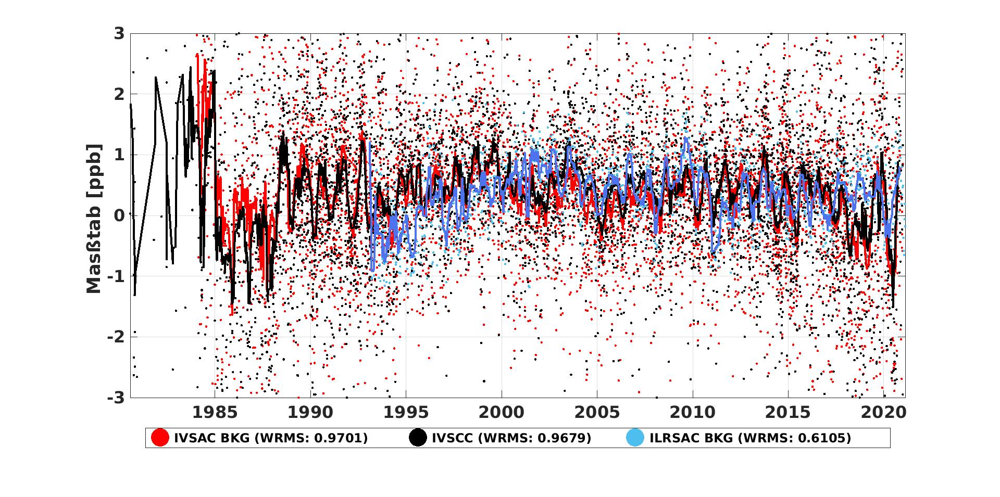 Masßtab [ppb]
3
2
1
0
-1
-2
-3
1985 1990 1995 2000 2005 2010 2015 2020
IVSAC BKG (WRMS: 0.9701) IVSCC (WRMS: 0.9679) ILRSAC BKG (WRMS: 0.6105)